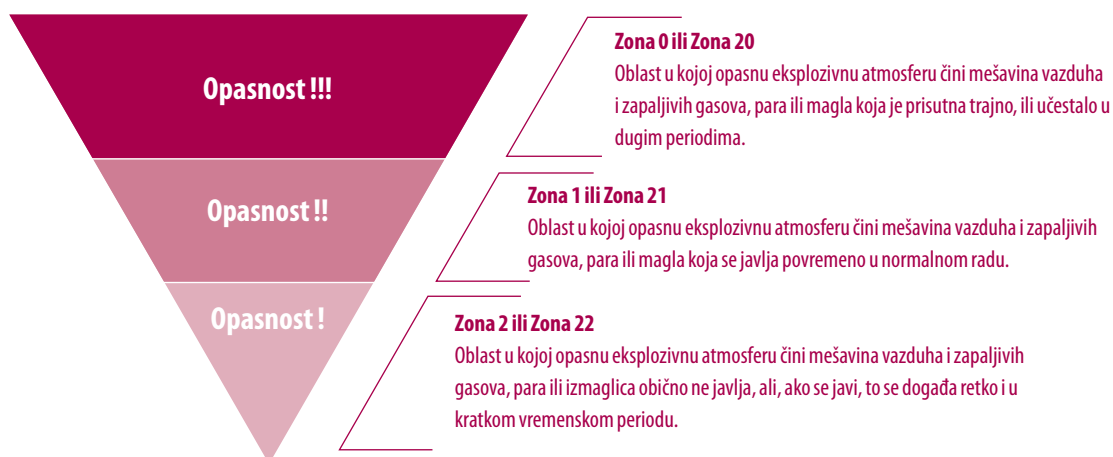 Opasnost !!!
Zona 0 ili Zona 20
Oblast u kojoj opasnu eksplozivnu atmosferu čini mešavina vazduha
i zapaljivih gasova, para ili magla koja je prisutna trajno, ili učestalo u
dugim periodima.
Opasnost !!
Zona 1 ili Zona 21
Oblast u kojoj opasnu eksplozivnu atmosferu čini mešavina vazduha i zapaljivih
gasova, para ili magla koja se javlja povremeno u normalnom radu.
Opasnost !
Zona 2 ili Zona 22
Oblast u kojoj opasnu eksplozivnu atmosferu čini mešavina vazduha i zapaljivih
gasova, para ili izmaglica obično ne javlja, ali, ako se javi, to se događa retko i u
kratkom vremenskom periodu.